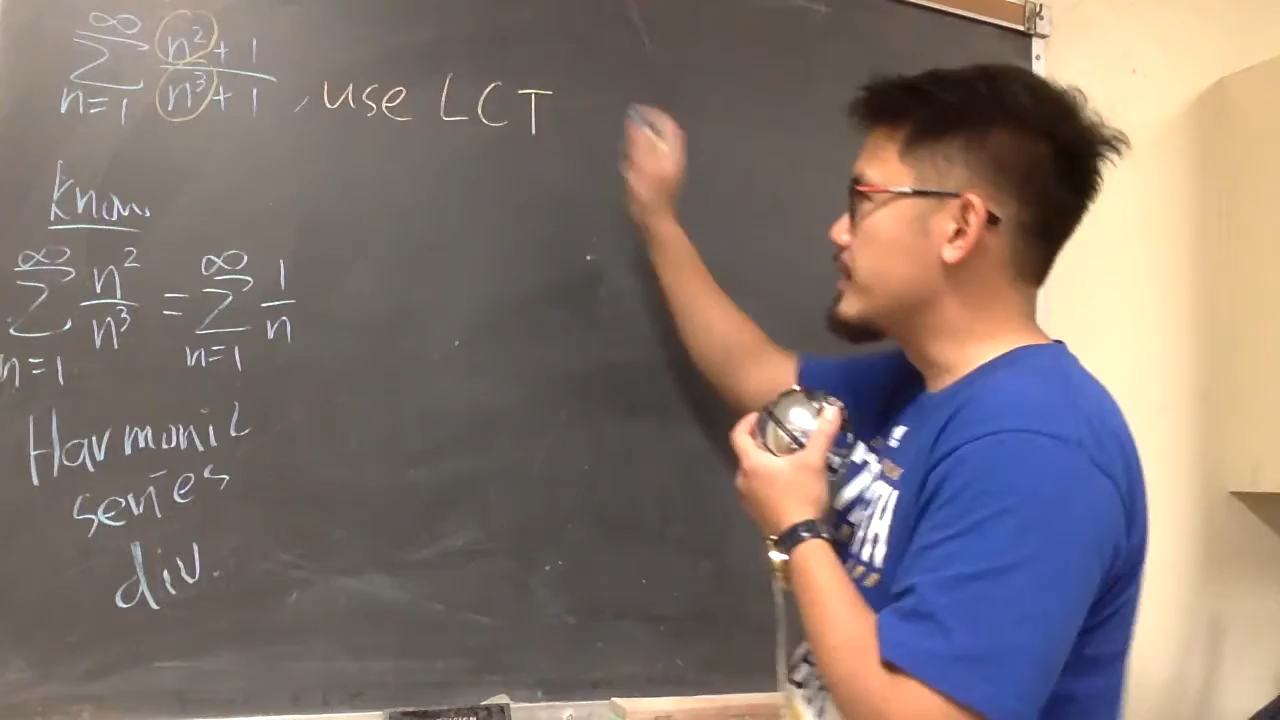 ∞ ∑ n=1 n²+1 / n³+1 , use LCT
Know
∞ ∑ n=1 n²/n³ = ∞ ∑ n=1 1/n
Harmonic
series
div.